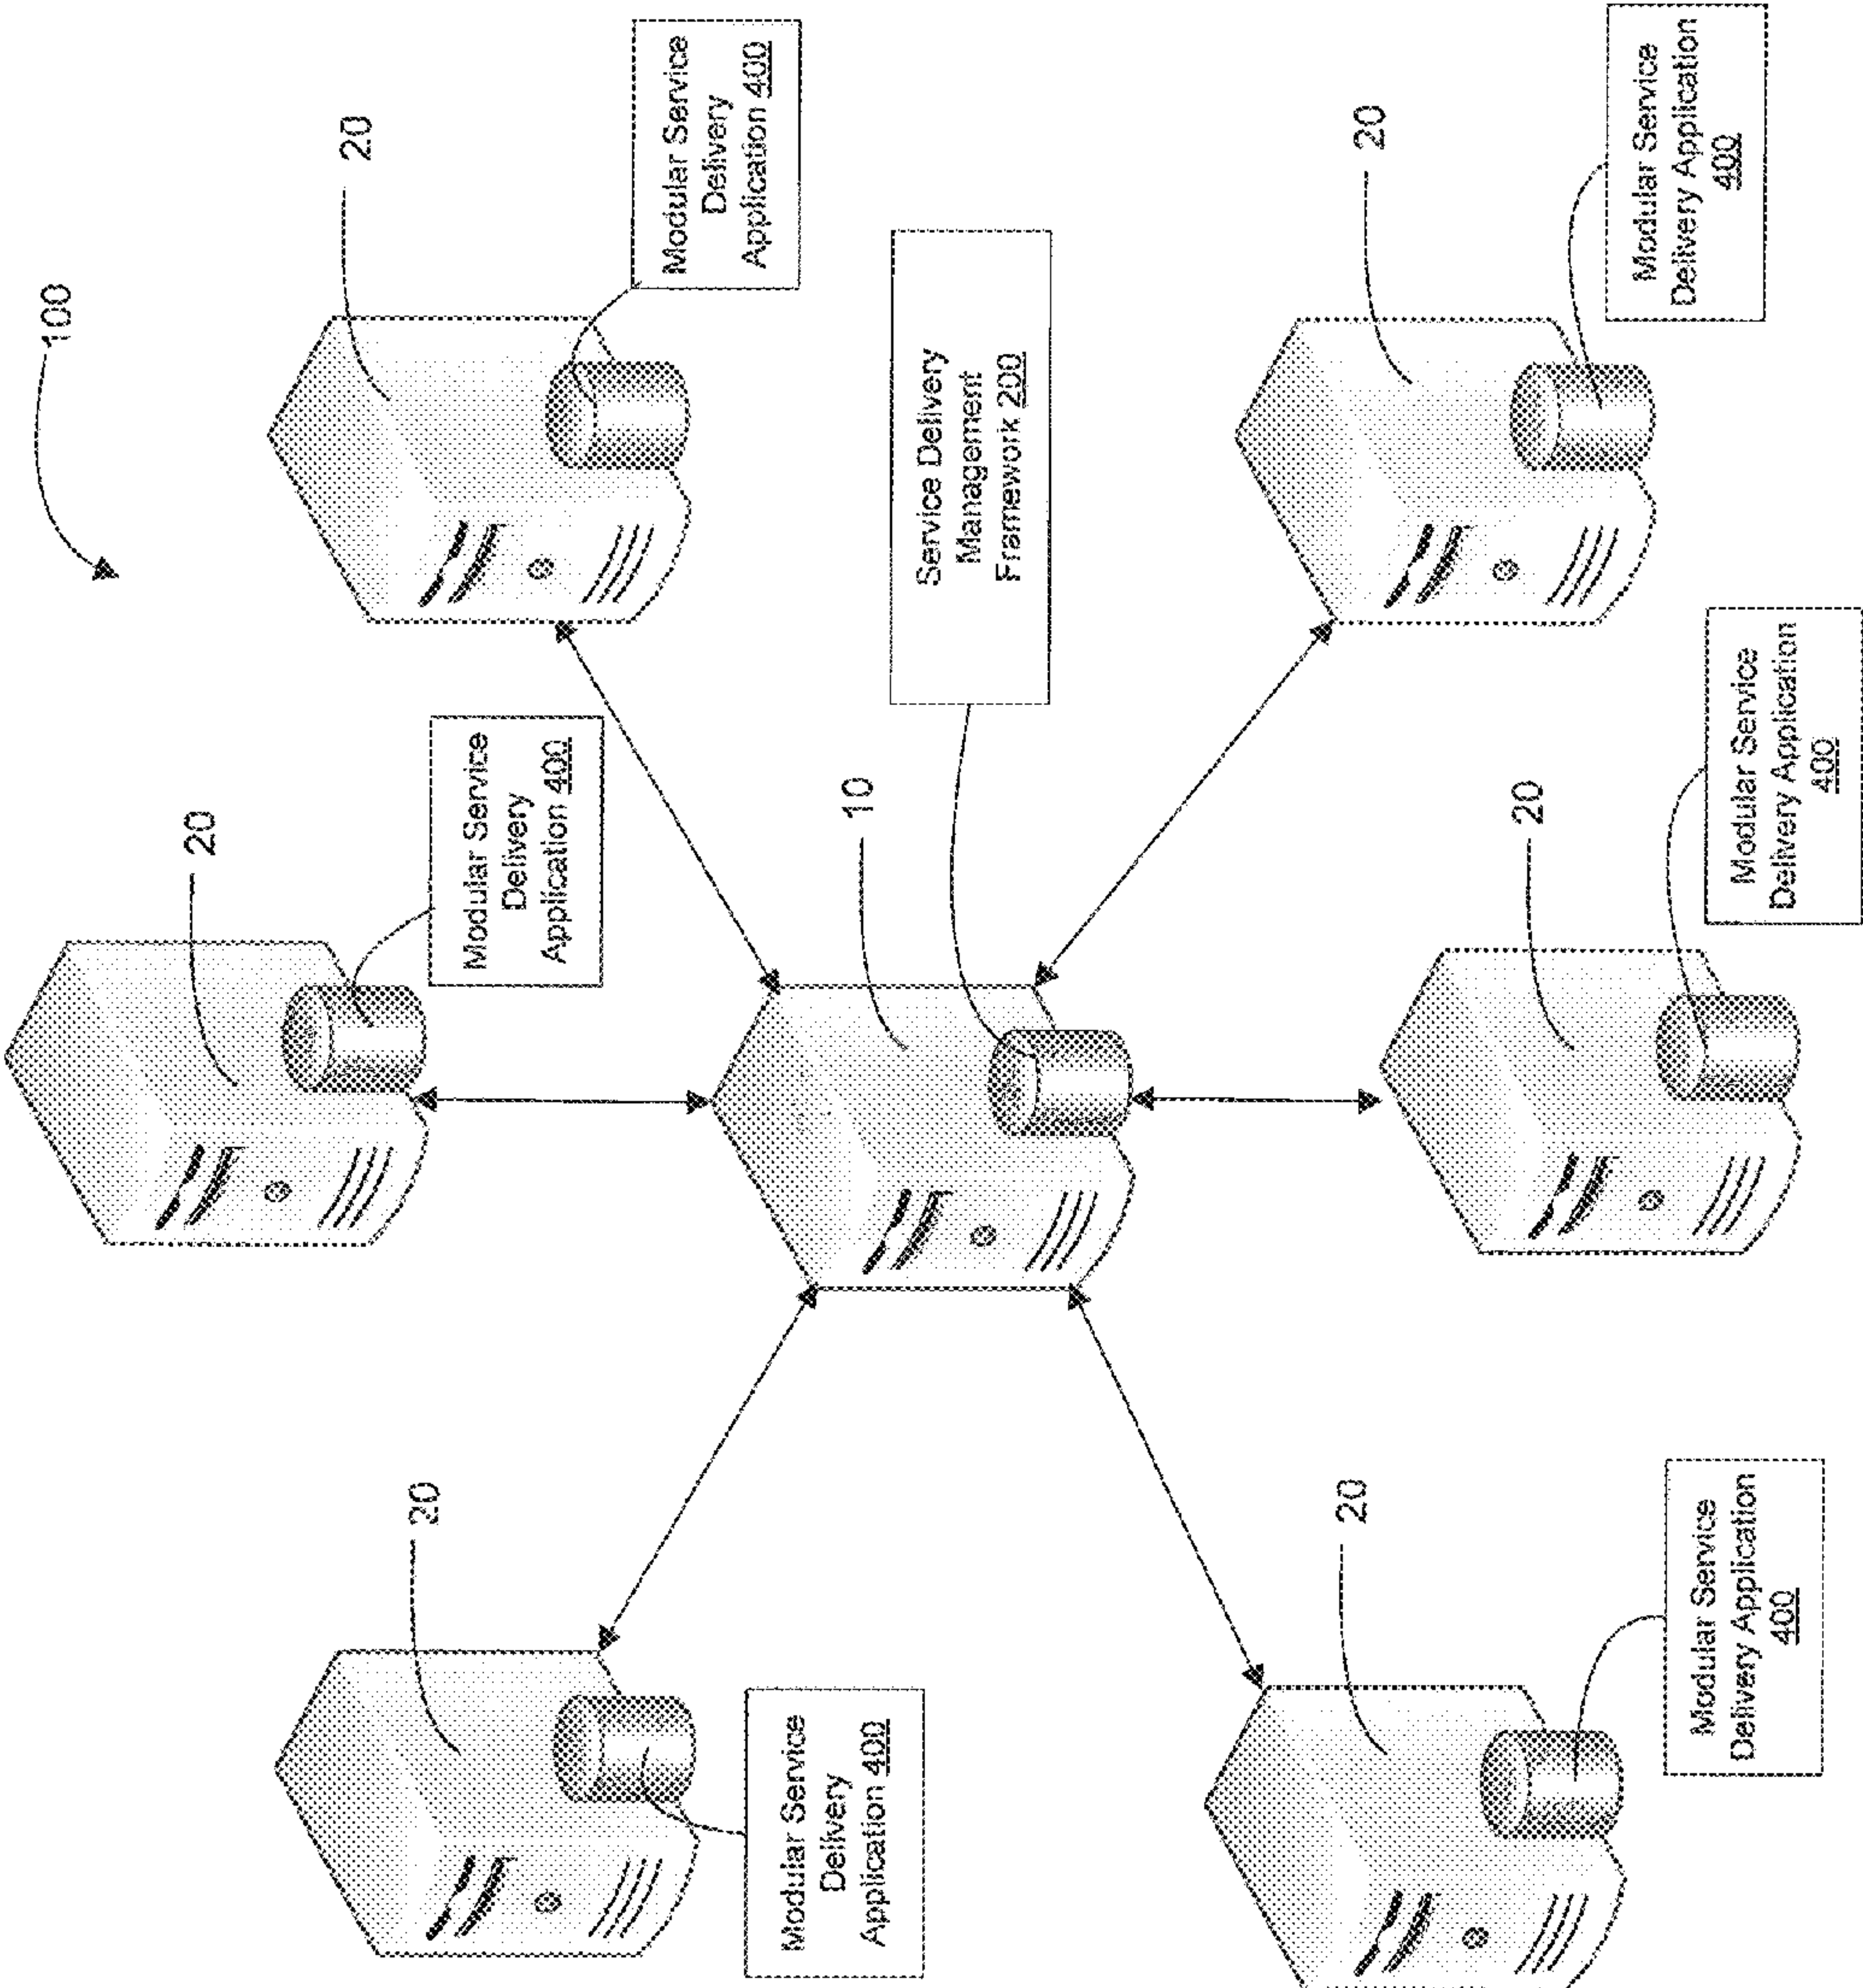 100
20
Modular Service
Delivery
Application 400
20
Modular Service
Delivery
Application 400
20
Modular Service
Delivery
Application 400
10
Service Delivery
Management
Framework 200
20
Modular Service
Delivery Application
400
20
Modular Service
Delivery Application
400
20
Modular Service
Delivery Application
400